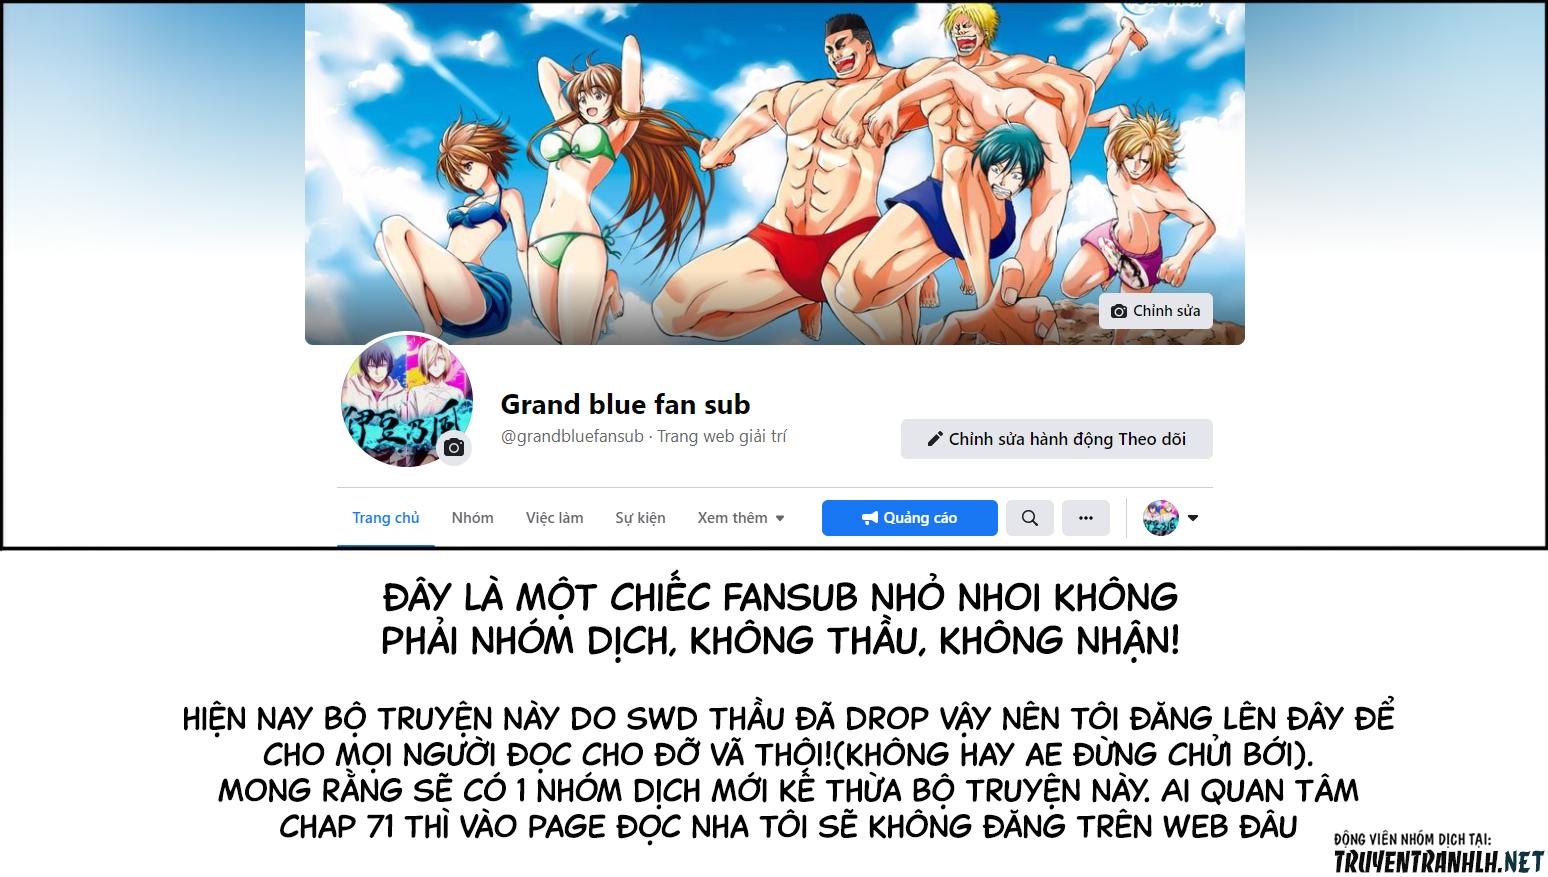 Chỉnh sửa
伊豆乃風
Grand blue fan sub
@grandbluefansub · Trang web giải trí
Chỉnh sửa hành động Theo dõi
Trang chủ Nhóm Việc làm Sự kiện Xem thêm Quảng cáo
ĐÂY LÀ MỘT CHIẾC FANSUB NHỎ NHOI KHÔNG
PHẢI NHÓM DỊCH, KHÔNG THẦU, KHÔNG NHẬN!
HIỆN NAY BỘ TRUYỆN NÀY DO SWD THẦU ĐÃ DROP VẬY NÊN TÔI ĐĂNG LÊN ĐÂY ĐỂ
CHO MỌI NGƯỜI ĐỌC CHO ĐỠ VÃ THÔI!(KHÔNG HAY AE ĐỪNG CHỬI BỚI).
MONG RẰNG SẼ CÓ 1 NHÓM DỊCH MỚI KẾ THỪA BỘ TRUYỆN NÀY. AI QUAN TÂM
CHAP 71 THÌ VÀO PAGE ĐỌC NHA TÔI SẼ KHÔNG ĐĂNG TRÊN WEB ĐÂU
ĐỘNG VIÊN NHÓM DỊCH TẠI:
TRUYENTRANHLH.NET